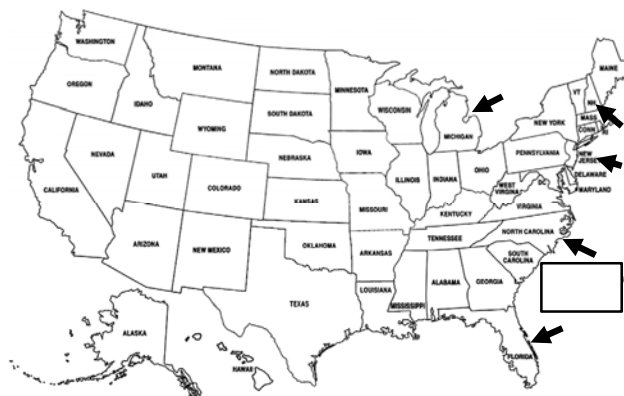 WASHINGTON
OREGON
CALIFORNIA
NEVADA
IDAHO
MONTANA
WYOMING
UTAH
COLORADO
ARIZONA
NEW MEXICO
NORTH DAKOTA
SOUTH DAKOTA
NEBRASKA
KANSAS
OKLAHOMA
TEXAS
MINNESOTA
IOWA
MISSOURI
ARKANSAS
LOUISIANA
WISCONSIN
ILLINOIS
MICHIGAN
INDIANA
OHIO
KENTUCKY
TENNESSEE
MISSISSIPPI
ALABAMA
GEORGIA
FLORIDA
SOUTH
CAROLINA
NORTH CAROLINA
VIRGINIA
WEST
VIRGINIA
PENNSYLVANIA
NEW YORK
VT
NH
MAINE
MASS
CONN
RI
NEW
JERSEY
DELAWARE
MARYLAND
ALASKA
HAWAII